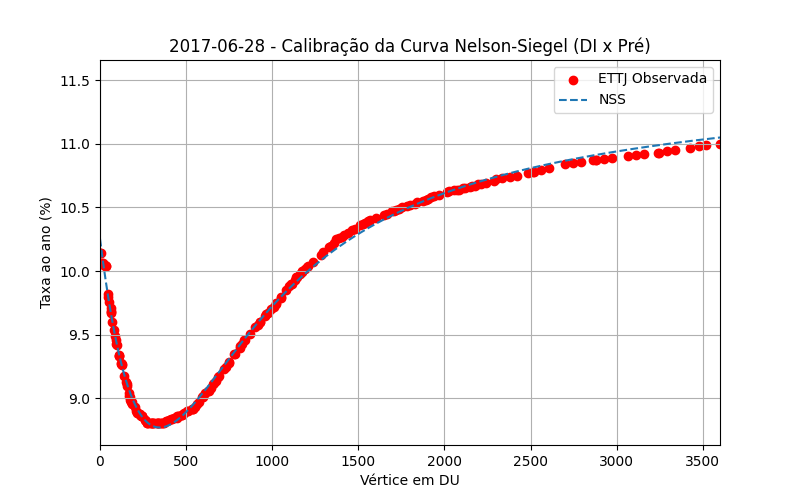 2017-06-28 - Calibração da Curva Nelson-Siegel (DI x Pré)
ETTJ Observada
NSS
Taxa ao ano (%)
11.5
11.0
10.5
10.0
9.5
9.0
0 500 1000 1500 2000 2500 3000 3500
Vértice em DU